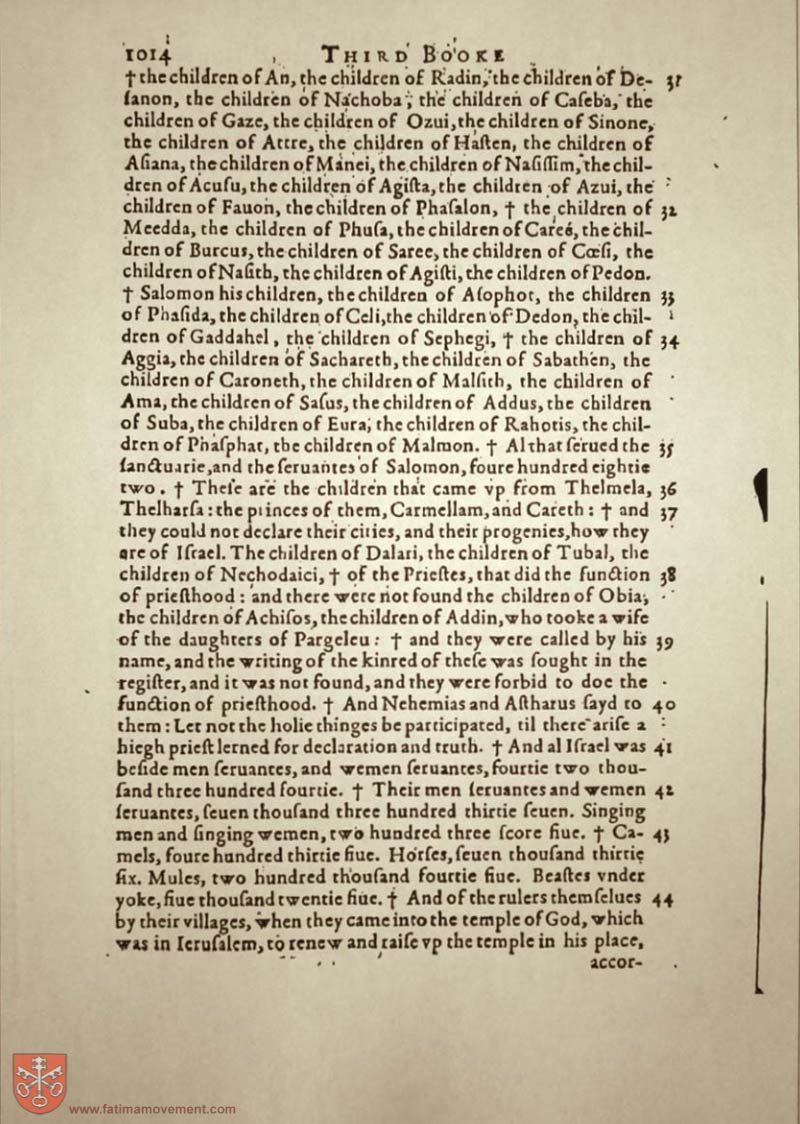 1014 THIRD BOOKE
† the children of An, the children of Radin, the children of De- 31
ſanon, the children of Nachoba, the children of Caſeba, the
children of Gaze, the children of Ozui, the children of Sinone,
the children of Attre, the children of Haſten, the children of
Aſiana, the children of Manei, the children of Naſiſſim, the chil-
dren of Acuſu, the children of Agiſta, the children of Azui, the
children of Fauon, the children of Phaſalon, † the children of 32
Meedda, the children of Phuſa, the children of Careé, the chil-
dren of Burcus, the children of Saree, the children of Cœſi, the
children of Naſith, the children of Agiſti, the children of Pedon.
† Salomon his children, the children of Aſophot, the children 33
of Phaſida, the children of Celi, the children of Dedon, the chil-
dren of Gaddahel, the children of Sephegi, † the children of 34
Aggia, the children of Sachareth, the children of Sabathen, the
children of Caroneth, the children of Malſith, the children of
Ama, the children of Saſus, the children of Addus, the children
of Suba, the children of Eura, the children of Rahotis, the chil-
dren of Phaſphat, the children of Malmon. † Al that ſerued the 35
ſanctuarie, and the ſeruantes of Salomon, foure hundred eightie
two. † Theſe are the children that came vp from Thelmela, 36
Thelharſa: the princes of them, Carmellam, and Careth: † and 37
they could not declare their cities, and their progenies, how they
are of Iſrael. The children of Dalari, the children of Tubal, the
children of Nechodaici, † of the Prieſtes, that did the function 38
of prieſthood: and there were not found the children of Obia,
the children of Achiſos, the children of Addin, who tooke a wife
of the daughters of Pargeleu: † and they were called by his 39
name, and the writing of the kinred of theſe was ſought in the
regiſter, and it was not found, and they were forbid to doe the
function of prieſthood. † And Nehemias and Aſtharus ſayd to 40
them: Let not the holie thinges be participated, til there ariſe a
hiegh prieſt lerned for declaration and truth. † And al Iſrael was 41
beſide men ſeruantes, and wemen ſeruantes, fourtie two thou-
ſand three hundred fourtie. † Their men ſeruantes and wemen 42
ſeruantes, ſeuen thouſand three hundred thirtie ſeuen. Singing
men and ſinging wemen, two hundred three ſcore fiue. † Ca- 43
mels, foure hundred thirtie fiue. Horſes, ſeuen thouſand thirtie
ſix. Mules, two hundred thouſand fourtie fiue. Beaſtes vnder
yoke, fiue thouſand twentie fiue. † And of the rulers themſelues 44
by their villages, when they came into the temple of God, which
was in Ieruſalem, to renew and raiſe vp the temple in his place,
accor-
www.fatimamovement.com